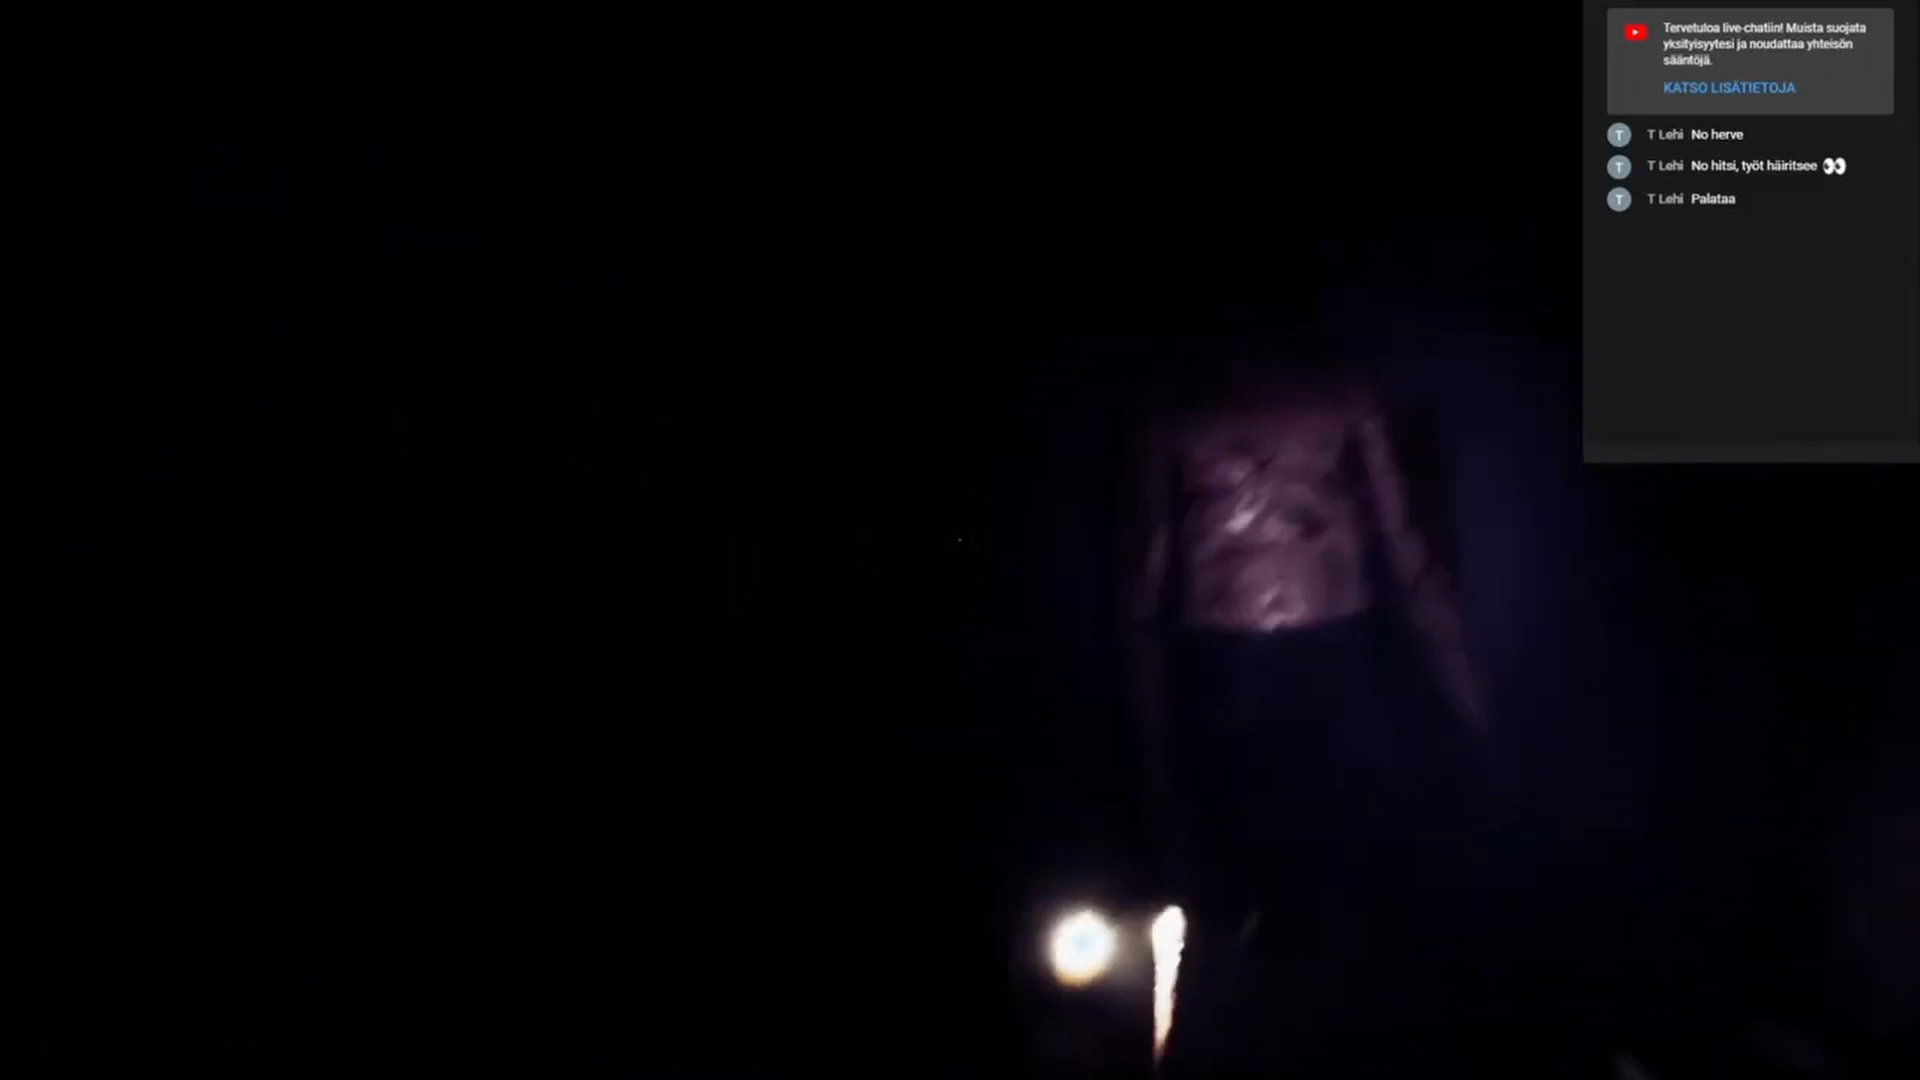 Tervetuloa live-chatiin! Muista suojata
yksityisyytesi ja noudattaa yhteisön
sääntöjä.
KATSO LISÄTIETOJA
T T Lehi No herve
T T Lehi No hitsi, työt häiritsee 👀
T T Lehi Palataa